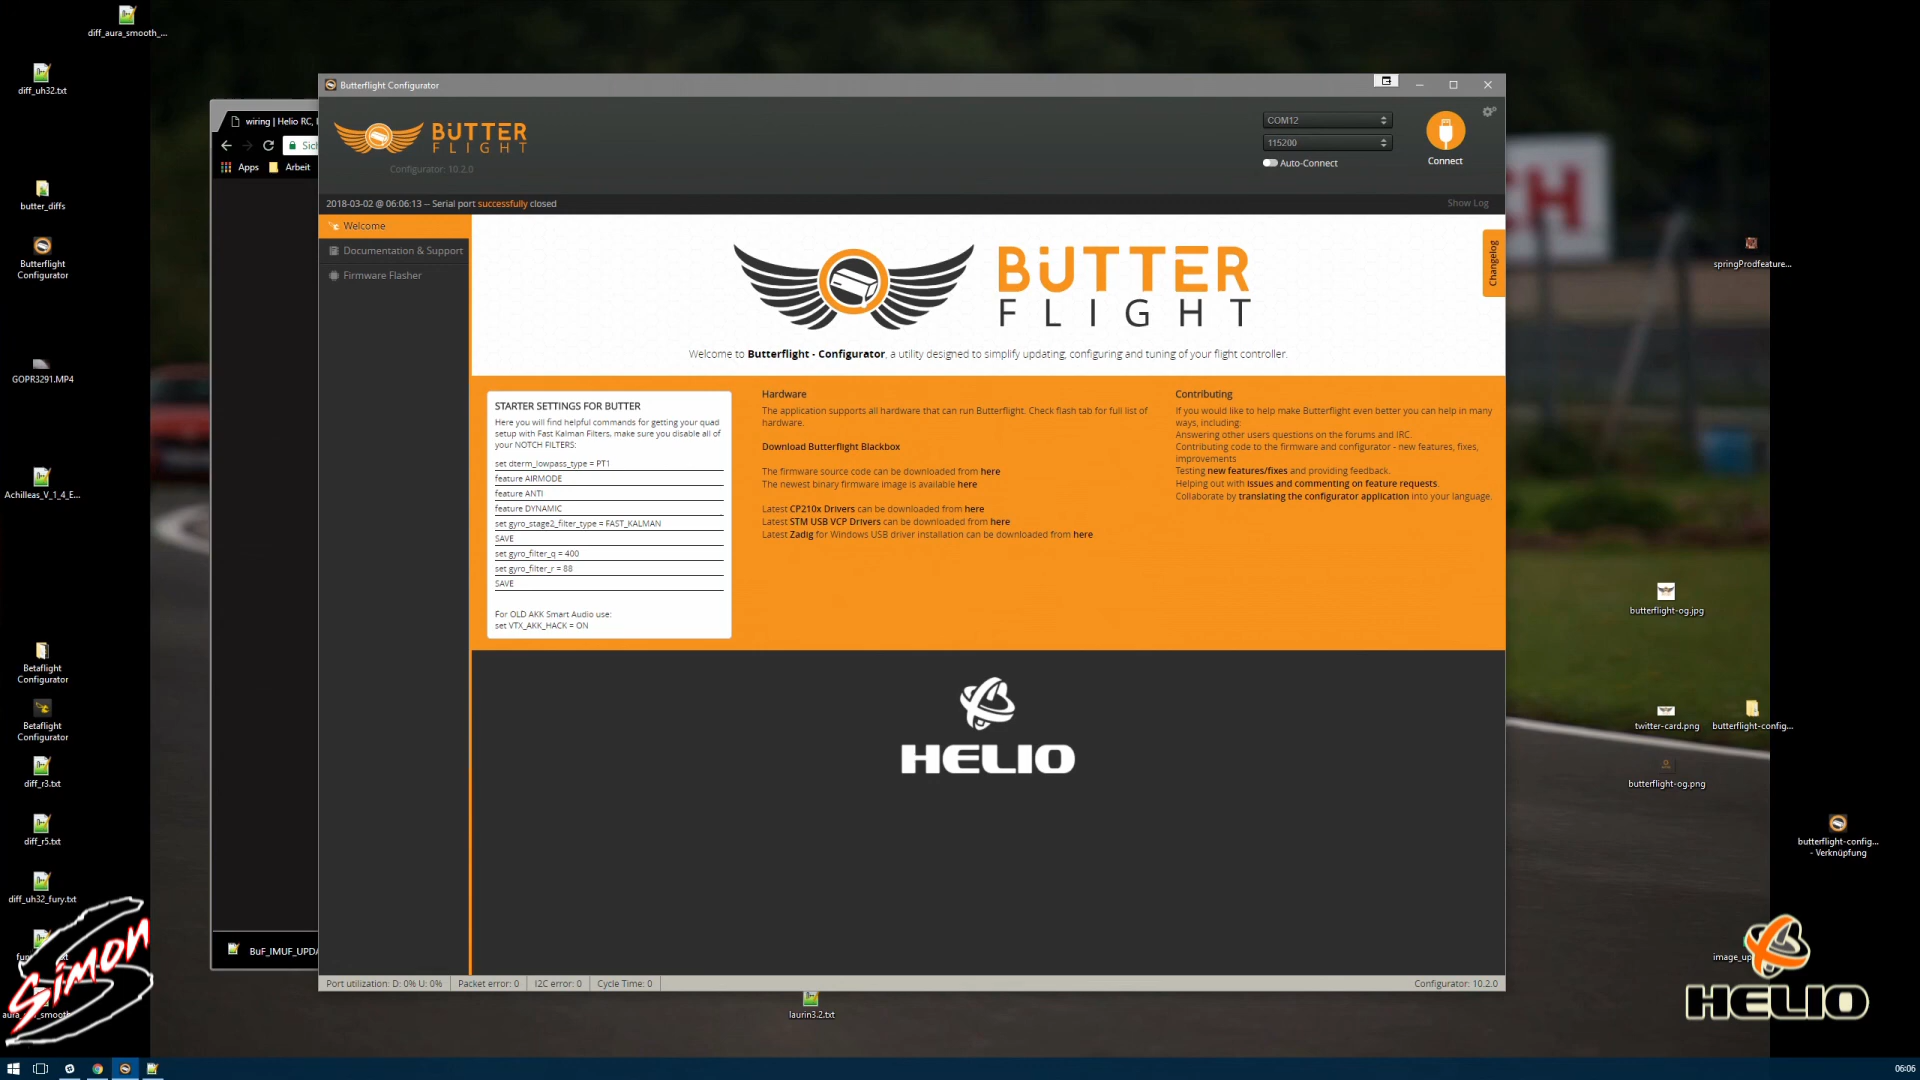 diff_aura_smooth_...
diff_uh32.txt
butter_diffs
Butterflight
Configurator
GOPR3291.MP4
Achilleas_V_1_4_E...
Betaflight
Configurator
Betaflight
Configurator
diff_r3.txt
diff_r5.txt
diff_uh32_fury.txt
Simon
wiring | Helio RC,
Sich
Apps
Arbeit
BuF_IMUF_UPDA
Butterflight Configurator
BUTTER
FLIGHT
Configurator: 10.2.0
COM12
115200
Auto-Connect
Connect
2018-03-02 @ 06:06:13 -- Serial port successfully closed
Show Log
Welcome
Documentation & Support
Firmware Flasher
Changelog
BUTTER
FLIGHT
Welcome to Butterflight - Configurator, a utility designed to simplify updating, configuring and tuning of your flight controller.
STARTER SETTINGS FOR BUTTER
Here you will find helpful commands for getting your quad
setup with Fast Kalman Filters, make sure you disable all of
your NOTCH FILTERS:
set dterm_lowpass_type = PT1
feature AIRMODE
feature ANTI
feature DYNAMIC
set gyro_stage2_filter_type = FAST_KALMAN
SAVE
set gyro_filter_q = 400
set gyro_filter_r = 88
SAVE
For OLD AKK Smart Audio use:
set VTX_AKK_HACK = ON
Hardware
The application supports all hardware that can run Butterflight. Check flash tab for full list of
hardware.
Download Butterflight Blackbox
The firmware source code can be downloaded from here
The newest binary firmware image is available here
Latest CP210x Drivers can be downloaded from here
Latest STM USB VCP Drivers can be downloaded from here
Latest Zadig for Windows USB driver installation can be downloaded from here
Contributing
If you would like to help make Butterflight even better you can help in many
ways, including:
Answering other users questions on the forums and IRC.
Contributing code to the firmware and configurator - new features, fixes,
improvements
Testing new features/fixes and providing feedback.
Helping out with issues and commenting on feature requests.
Collaborate by translating the configurator application into your language.
HELIO
Port utilization: D: 0% U: 0%
Packet error: 0
I2C error: 0
Cycle Time: 0
Configurator: 10.2.0
laurin3.2.txt
springProdfeature...
butterflight-og.jpg
twitter-card.png
butterflight-config...
butterflight-og.png
butterflight-config...
- Verknüpfung
image_up
HELIO
06:06